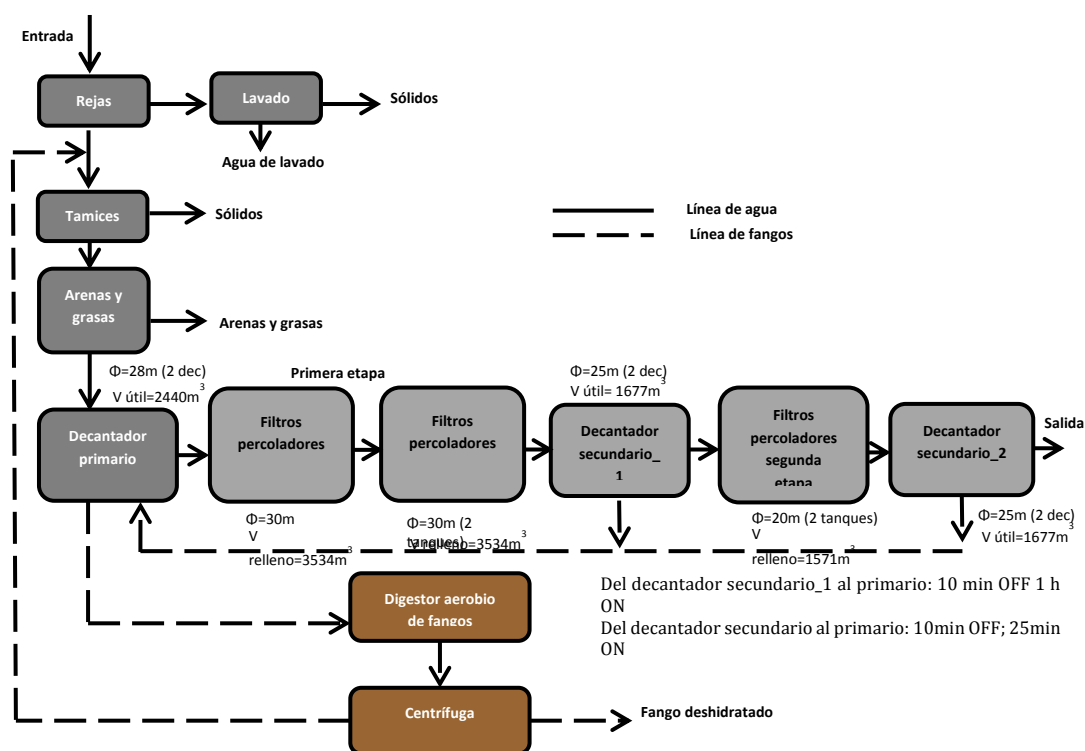 Entrada
Rejas
Lavado
Sólidos
Agua de lavado
Tamices
Sólidos
Línea de agua
Línea de fangos
Arenas y
grasas
Arenas y grasas
Φ=28m (2 dec)
V útil=2440m³
Primera etapa
Φ=25m (2 dec)
V útil= 1677m³
Decantador
primario
Filtros
percoladores
Filtros
percoladores
Decantador
secundario_
1
Filtros
percoladores
segunda
etapa
Decantador
secundario_2
Salida
Φ=30m
V
relleno=3534m³
Φ=30m (2
tanques)
V relleno=3534m³
Φ=20m (2 tanques)
V
relleno=1571m³
Φ=25m (2 dec)
V útil=1677m³
Digestor aerobio
de fangos
Del decantador secundario_1 al primario: 10 min OFF 1 h
ON
Del decantador secundario al primario: 10min OFF; 25min
ON
Centrífuga
Fango deshidratado